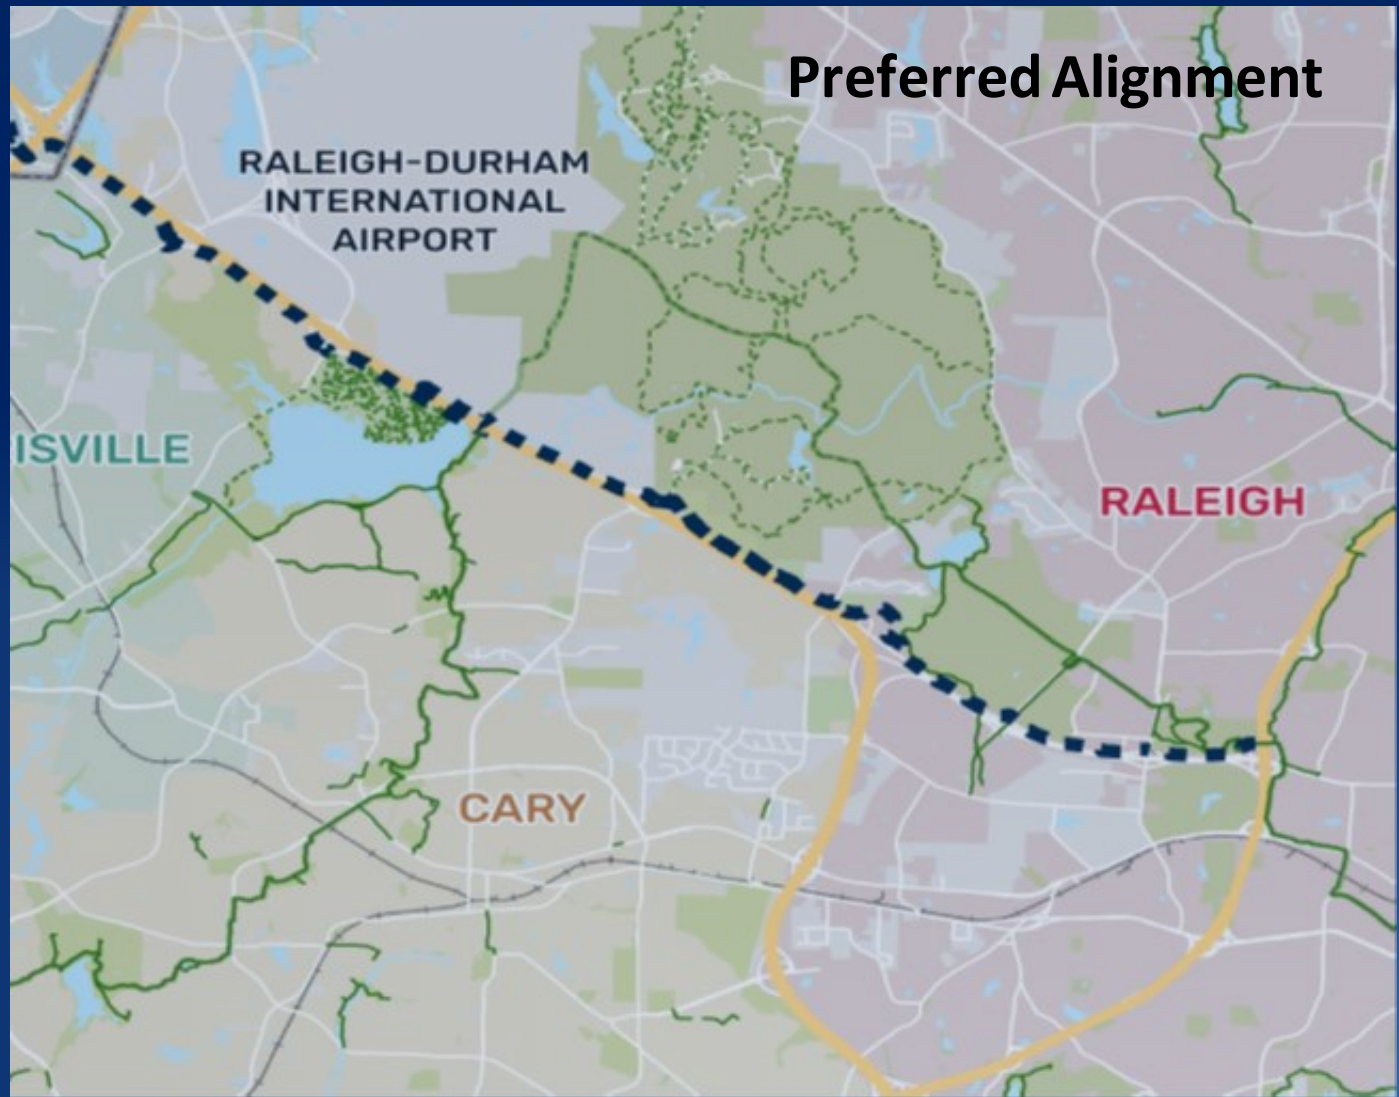 Preferred Alignment
RALEIGH-DURHAM
INTERNATIONAL
AIRPORT
ISVILLE
RALEIGH
CARY